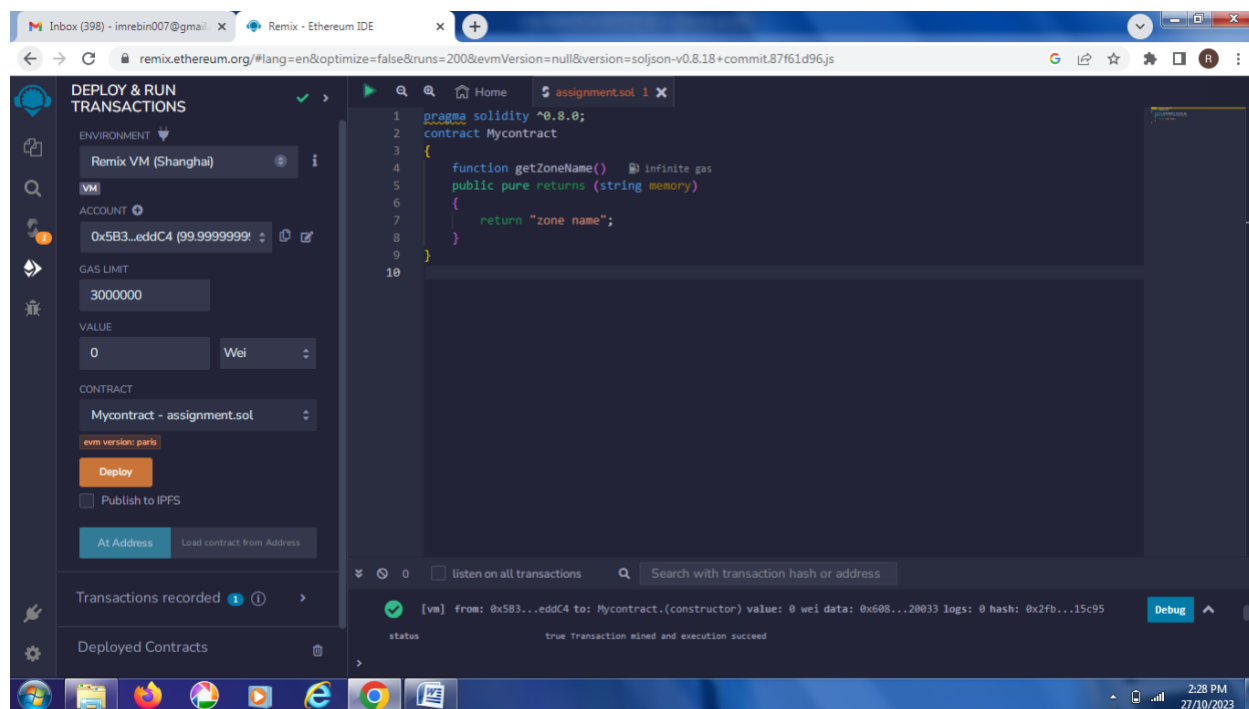 Inbox (398) - imrebin007@gmail
Remix - Ethereum IDE
remix.ethereum.org/#lang=en&optimize=false&runs=200&evmVersion=null&version=soljson-v0.8.18+commit.87f61d96.js
G
R
DEPLOY & RUN
TRANSACTIONS
ENVIRONMENT
Remix VM (Shanghai)
VM
ACCOUNT
0x5B3...eddC4 (99.9999999
GAS LIMIT
3000000
VALUE
0 Wei
CONTRACT
Mycontract - assignment.sol
evm version: paris
Deploy
Publish to IPFS
At Address Load contract from Address
Transactions recorded 1
Deployed Contracts
1
Home assignment.sol 1
1 pragma solidity ^0.8.0;
2 contract Mycontract
3 {
4 function getZoneName() infinite gas
5 public pure returns (string memory)
6 {
7 return "zone name";
8 }
9 }
10
0 listen on all transactions Search with transaction hash or address
[vm] from: 0x5B3...eddC4 to: Mycontract.(constructor) value: 0 wei data: 0x608...20033 logs: 0 hash: 0x2fb...15c95 Debug
status true Transaction mined and execution succeed
>
2:28 PM
27/10/2023